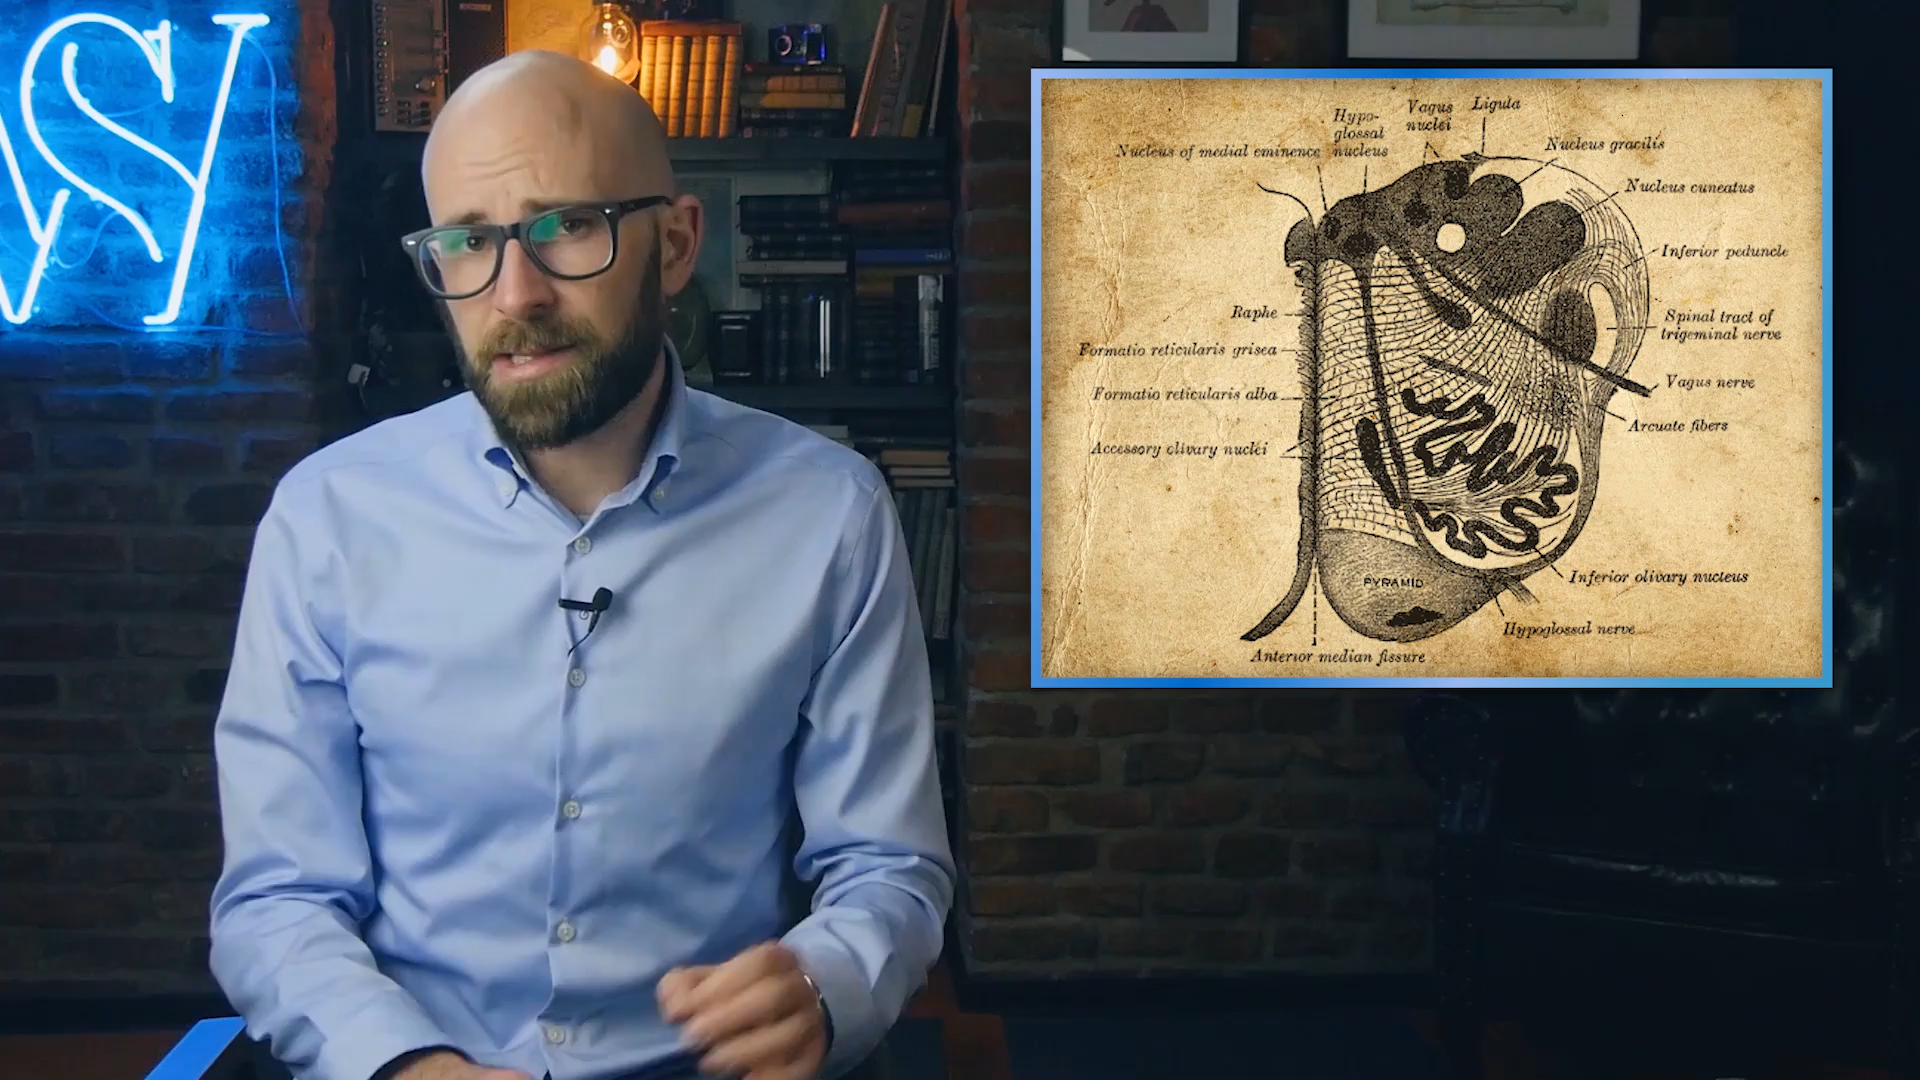 SW
Vagus
nuclei
Ligula
Hypo-
glossal
nucleus
Nucleus of medial eminence
Nucleus gracilis
Nucleus cuneatus
Inferior peduncle
Raphe
Spinal tract of
trigeminal nerve
Formatio reticularis grisea
Vagus nerve
Formatio reticularis alba
Arcuate fibers
Accessory olivary nuclei
Inferior olivary nucteus
PYRAMID
Hypoglossal nerve
Anterior median fissure